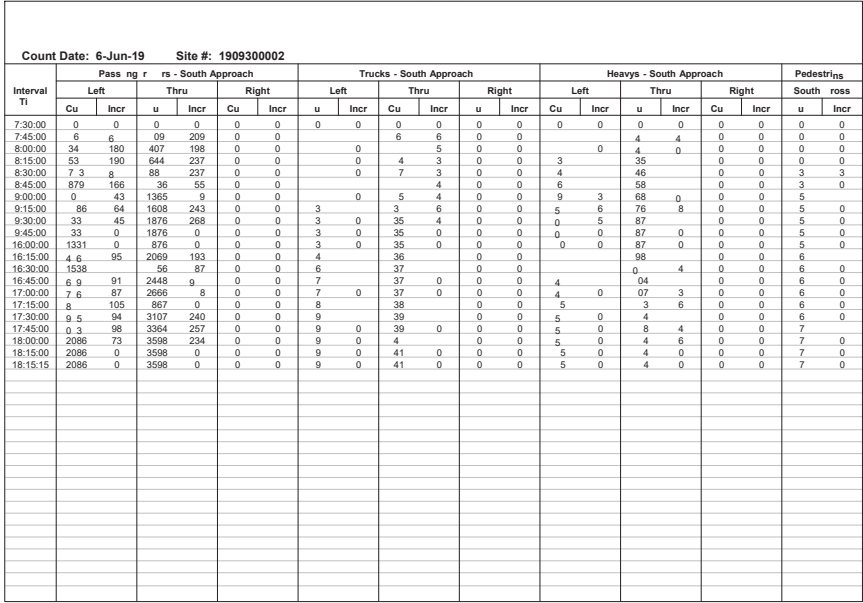 Count Date: 6-Jun-19 Site #: 1909300002
Pass ng r rs - South Approach Trucks - South Approach Heavys - South Approach Pedestrins
Interval Left Thru Right Left Thru Right Left Thru Right South ross
Ti Cu Incr u Incr Cu Incr u Incr Cu Incr u Incr Cu Incr u Incr Cu Incr u Incr
7:30:00 0 0 0 0 0 0 0 0 0 0 0 0 0 0 0 0 0 0 0 0
7:45:00 6 6 09 209 0 0 6 6 0 0 4 4 0 0 0 0
8:00:00 34 180 407 198 0 0 0 5 0 0 0 4 0 0 0 0 0
8:15:00 53 190 644 237 0 0 0 4 3 0 0 3 35 0 0 0 0
8:30:00 7 3 8 88 237 0 0 0 7 3 0 0 4 46 0 0 3 3
8:45:00 879 166 36 55 0 0 4 0 0 6 58 0 0 3 0
9:00:00 0 43 1365 9 0 0 0 5 4 0 0 9 3 68 0 0 0 5
9:15:00 86 64 1608 243 0 0 3 3 6 0 0 5 6 76 8 0 0 5 0
9:30:00 33 45 1876 268 0 0 3 0 35 4 0 0 0 5 87 0 0 5 0
9:45:00 33 0 1876 0 0 0 3 0 35 0 0 0 0 0 87 0 0 0 5 0
16:00:00 1331 0 876 0 0 0 3 0 35 0 0 0 0 0 87 0 0 0 5 0
16:15:00 4 6 95 2069 193 0 0 4 36 0 0 98 0 0 6
16:30:00 1538 56 87 0 0 6 37 0 0 0 4 0 0 6 0
16:45:00 6 9 91 2448 9 0 0 7 37 0 0 0 4 04 0 0 6 0
17:00:00 7 6 87 2666 8 0 0 7 0 37 0 0 0 4 0 07 3 0 0 6 0
17:15:00 8 105 867 0 0 0 8 38 0 0 5 3 6 0 0 6 0
17:30:00 9 5 94 3107 240 0 0 9 39 0 0 5 0 4 0 0 6 0
17:45:00 0 3 98 3364 257 0 0 9 0 39 0 0 0 5 0 8 4 0 0 7
18:00:00 2086 73 3598 234 0 0 9 0 4 0 0 5 0 4 6 0 0 7 0
18:15:00 2086 0 3598 0 0 0 9 0 41 0 0 0 5 0 4 0 0 0 7 0
18:15:15 2086 0 3598 0 0 0 9 0 41 0 0 0 5 0 4 0 0 0 7 0